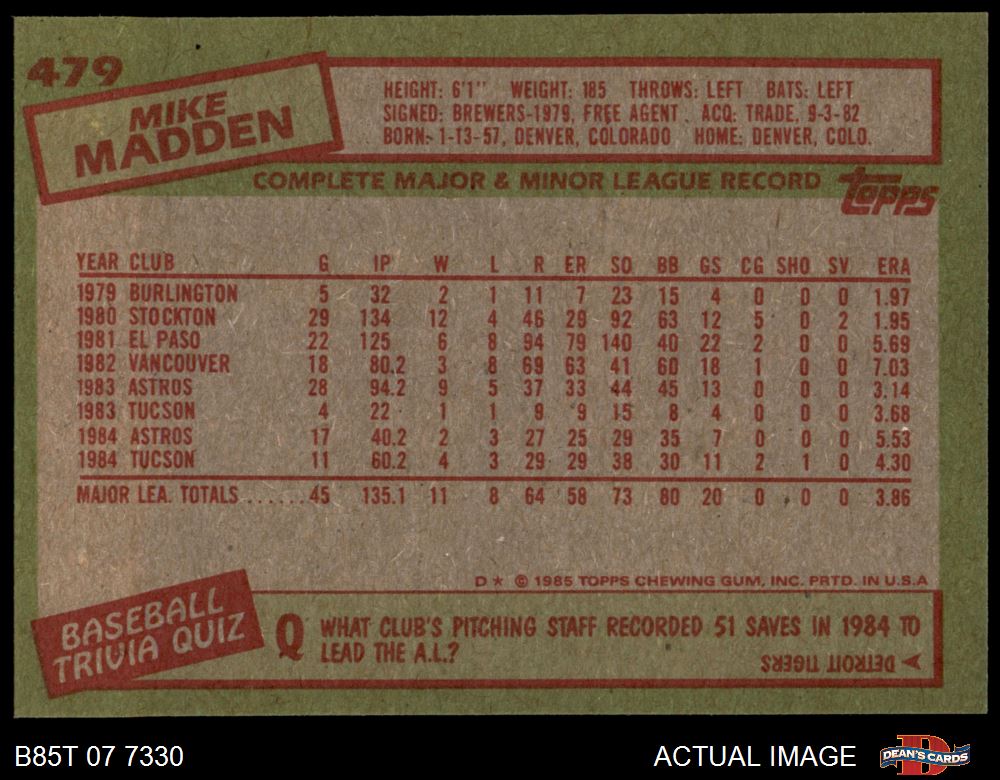 479
MIKE
MADDEN
HEIGHT: 6'1" WEIGHT: 185 THROWS: LEFT BATS: LEFT
SIGNED: BREWERS-1979, FREE AGENT . ACQ: TRADE, 9-3-82
BORN: 1-13-57, DENVER, COLORADO HOME: DENVER, COLO.
COMPLETE MAJOR & MINOR LEAGUE RECORD
topps
YEAR CLUB G IP W L R ER SO BB GS CG SHO SV ERA
1979 BURLINGTON 5 32 2 1 11 7 23 15 4 0 0 0 1.97
1980 STOCKTON 29 134 12 4 46 29 92 63 12 5 0 2 1.95
1981 EL PASO 22 125 6 8 94 79 140 40 22 2 0 0 5.69
1982 VANCOUVER 18 80.2 3 8 69 63 41 60 18 1 0 0 7.03
1983 ASTROS 28 94.2 9 5 37 33 44 45 13 0 0 0 3.14
1983 TUCSON 4 22 1 1 9 9 15 8 4 0 0 0 3.68
1984 ASTROS 17 40.2 2 3 27 25 29 35 7 0 0 0 5.53
1984 TUCSON 11 60.2 4 3 29 29 38 30 11 2 1 0 4.30
MAJOR LEA. TOTALS ......45 135.1 11 8 64 58 73 80 20 0 0 0 3.86
D ★ © 1985 TOPPS CHEWING GUM, INC. PRTD. IN U.S.A
BASEBALL
TRIVIA QUIZ
Q WHAT CLUB'S PITCHING STAFF RECORDED 51 SAVES IN 1984 TO
LEAD THE A.L.?
DETROIT TIGERS
B85T 07 7330
ACTUAL IMAGE
DEAN'S CARDS